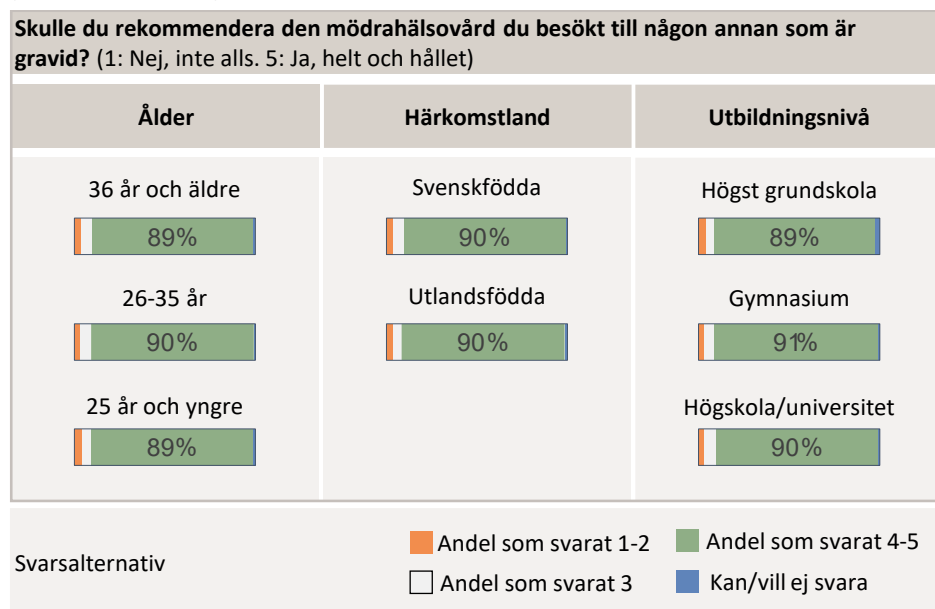 Skulle du rekommendera den mödrahälsovård du besökt till någon annan som är
gravid? (1: Nej, inte alls. 5: Ja, helt och hållet)
Ålder
Härkomstland
Utbildningsnivå
36 år och äldre
89%
26-35 år
90%
25 år och yngre
89%
Svenskfödda
90%
Utlandsfödda
90%
Högst grundskola
89%
Gymnasium
91%
Högskola/universitet
90%
Svarsalternativ
Andel som svarat 1-2
Andel som svarat 4-5
Andel som svarat 3
Kan/vill ej svara